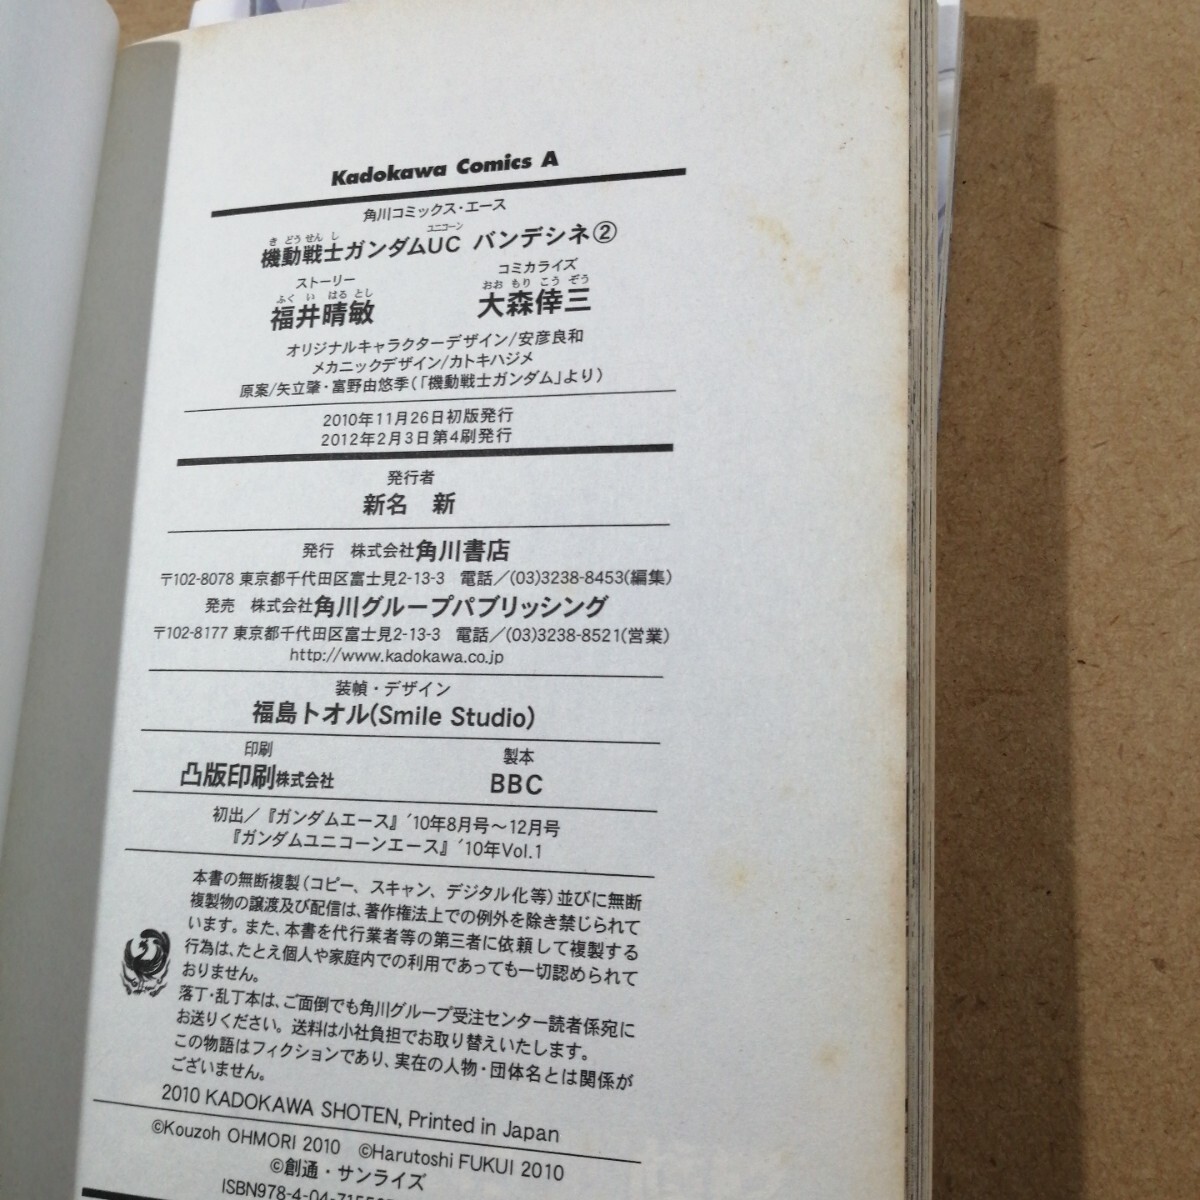 Kadokawa Comics A
角川コミックス・エース
機動戦士ガンダムUC バンデシネ②
ストーリー コミカライズ
福井晴敏 大森倖三
オリジナルキャラクターデザイン/安彦良和
メカニックデザイン/カトキハジメ
原案/矢立肇・富野由悠季(「機動戦士ガンダム」より)
2010年11月26日初版発行
2012年2月3日第4刷発行
発行者
新名 新
発行 株式会社角川書店
〒102-8078 東京都千代田区富士見2-13-3 電話/(03)3238-8453(編集)
発売 株式会社角川グループパブリッシング
〒102-8177 東京都千代田区富士見2-13-3 電話/(03)3238-8521(営業)
http://www.kadokawa.co.jp
装幀・デザイン
福島トオル(Smile Studio)
印刷 製本
凸版印刷株式会社 BBC
初出/『ガンダムエース』'10年8月号〜12月号
『ガンダムユニコーンエース』'10年Vol.1
本書の無断複製(コピー、スキャン、デジタル化等)並びに無断
複製物の譲渡及び配信は、著作権法上での例外を除き禁じられて
います。また、本書を代行業者等の第三者に依頼して複製する
行為は、たとえ個人や家庭内での利用であっても一切認められて
おりません。
落丁・乱丁本は、ご面倒でも角川グループ受注センター読者係宛に
お送りください。送料は小社負担でお取り替えいたします。
この物語はフィクションであり、実在の人物・団体名とは関係が
ございません。
2010 KADOKAWA SHOTEN, Printed in Japan
©Kouzoh OHMORI 2010 ©Harutoshi FUKUI 2010
©創通・サンライズ
ISBN978-4-04-7155